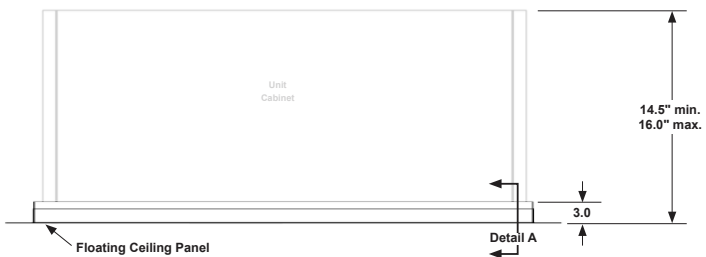 Unit
Cabinet
14.5" min.
16.0" max.
3.0
Detail A
Floating Ceiling Panel